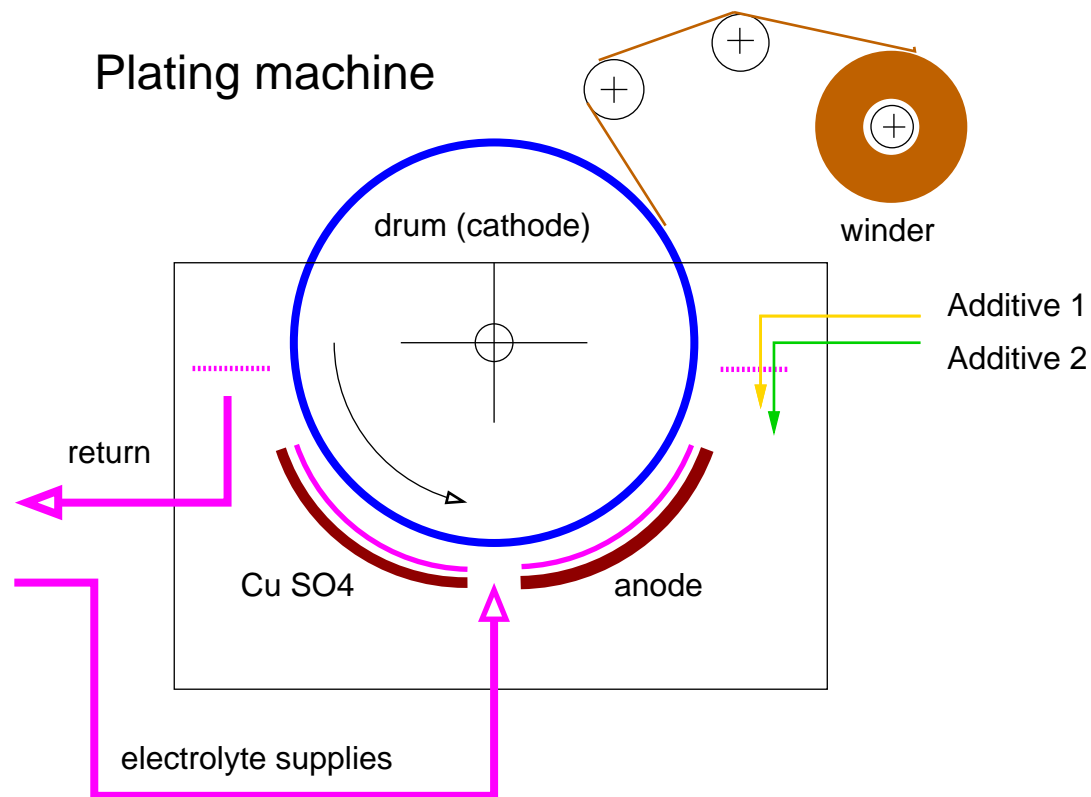 Plating machine
drum (cathode)
winder
Additive 1
Additive 2
return
Cu SO4
anode
electrolyte supplies